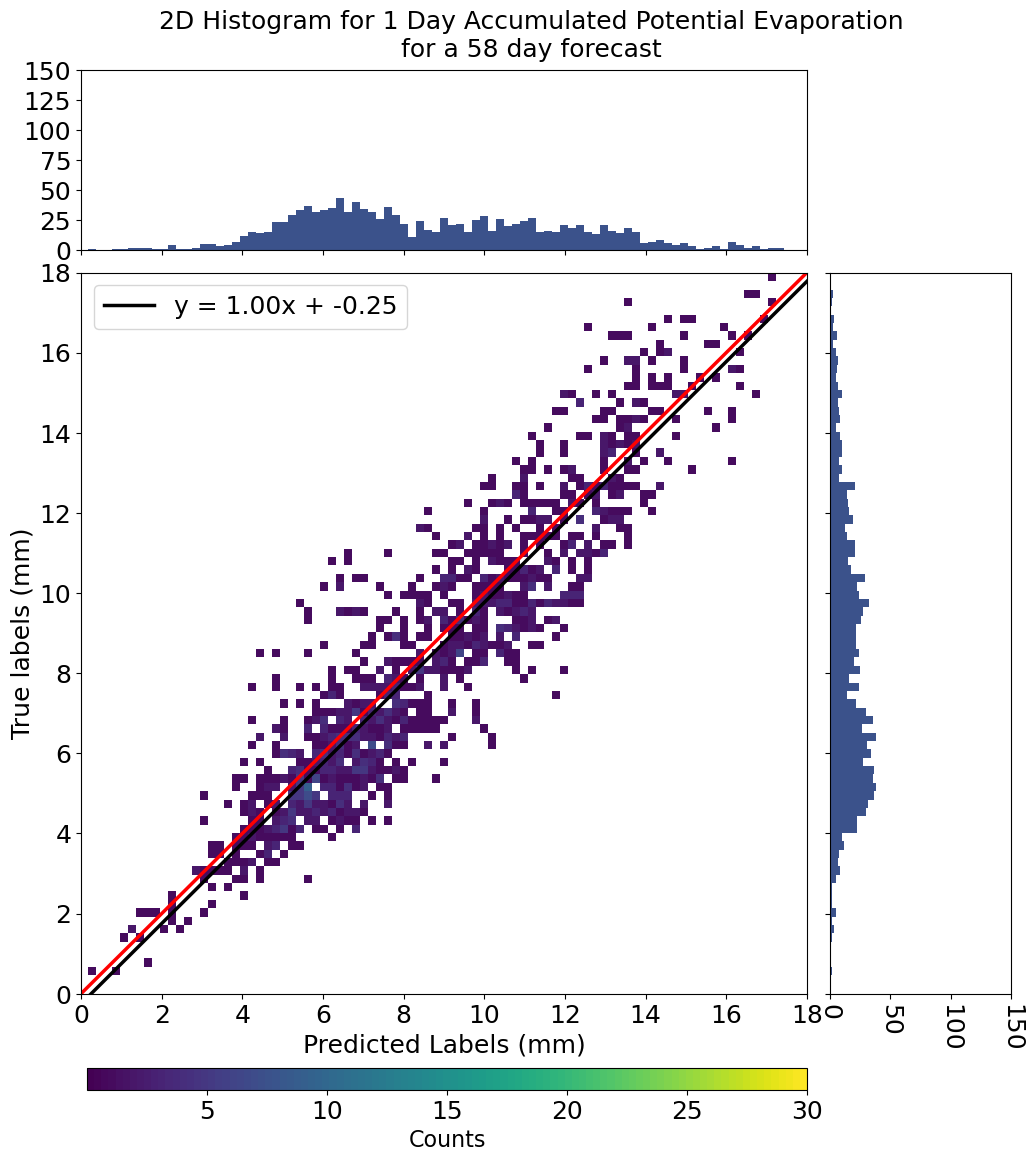 2D Histogram for 1 Day Accumulated Potential Evaporation
for a 58 day forecast
150
125
100
75
50
25
0
18
16
14
12
10
8
6
4
2
0
True labels (mm)
y = 1.00x + -0.25
0 2 4 6 8 10 12 14 16 18
Predicted Labels (mm)
0 50 100 150
5 10 15 20 25 30
Counts